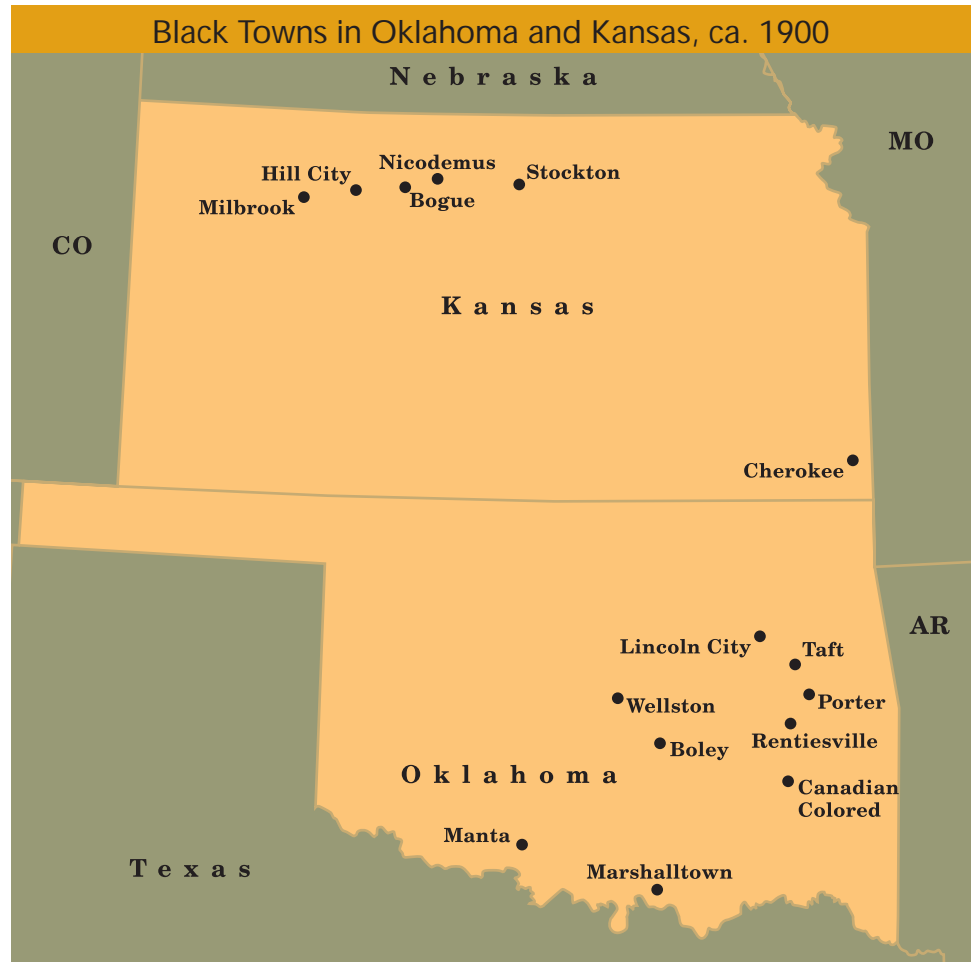 Black Towns in Oklahoma and Kansas, ca. 1900
Nebraska
MO
Nicodemus
Hill City
Stockton
Bogue
Milbrook
CO
Kansas
Cherokee
AR
Lincoln City
Taft
Porter
Wellston
Rentiesville
Boley
Oklahoma
Canadian
Colored
Manta
Texas
Marshalltown